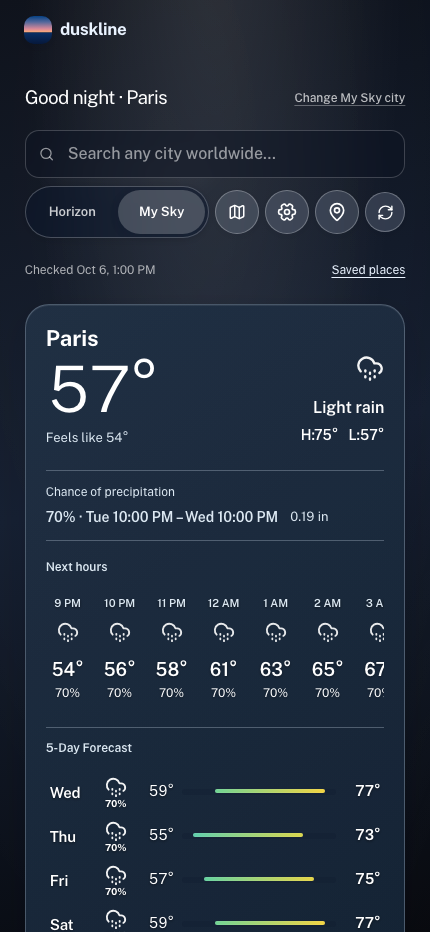 duskline
Good night · Paris
Change My Sky city
Search any city worldwide...
Horizon
My Sky
Checked Oct 6, 1:00 PM
Saved places
Paris
57°
Light rain
Feels like 54°
H:75° L:57°
Chance of precipitation
70% · Tue 10:00 PM – Wed 10:00 PM 0.19 in
Next hours
9 PM 10 PM 11 PM 12 AM 1 AM 2 AM 3 A
54° 56° 58° 61° 63° 65° 67
70% 70% 70% 70% 70% 70% 70
5-Day Forecast
Wed 70% 59° 77°
Thu 70% 55° 73°
Fri 70% 57° 75°
Sat 59° 77°